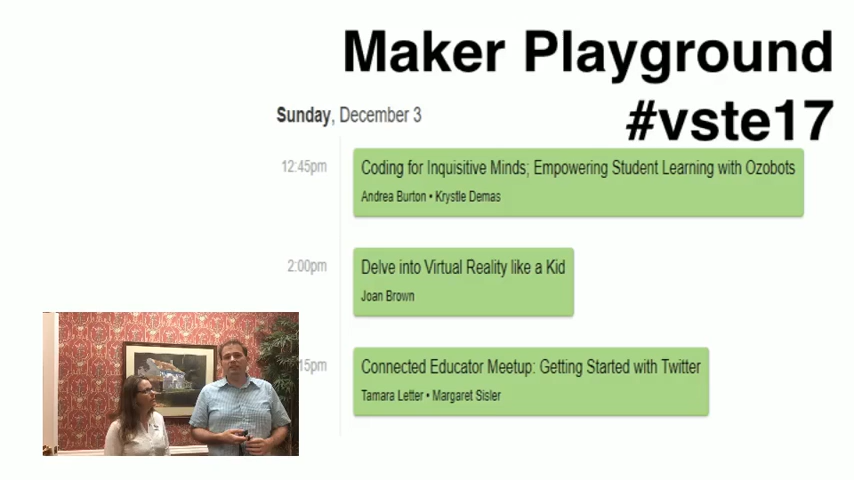 Maker Playground
#vste17
Sunday, December 3
12:45pm
Coding for Inquisitive Minds; Empowering Student Learning with Ozobots
Andrea Burton • Krystle Demas
2:00pm
Delve into Virtual Reality like a Kid
Joan Brown
15pm
Connected Educator Meetup: Getting Started with Twitter
Tamara Letter • Margaret Sisler